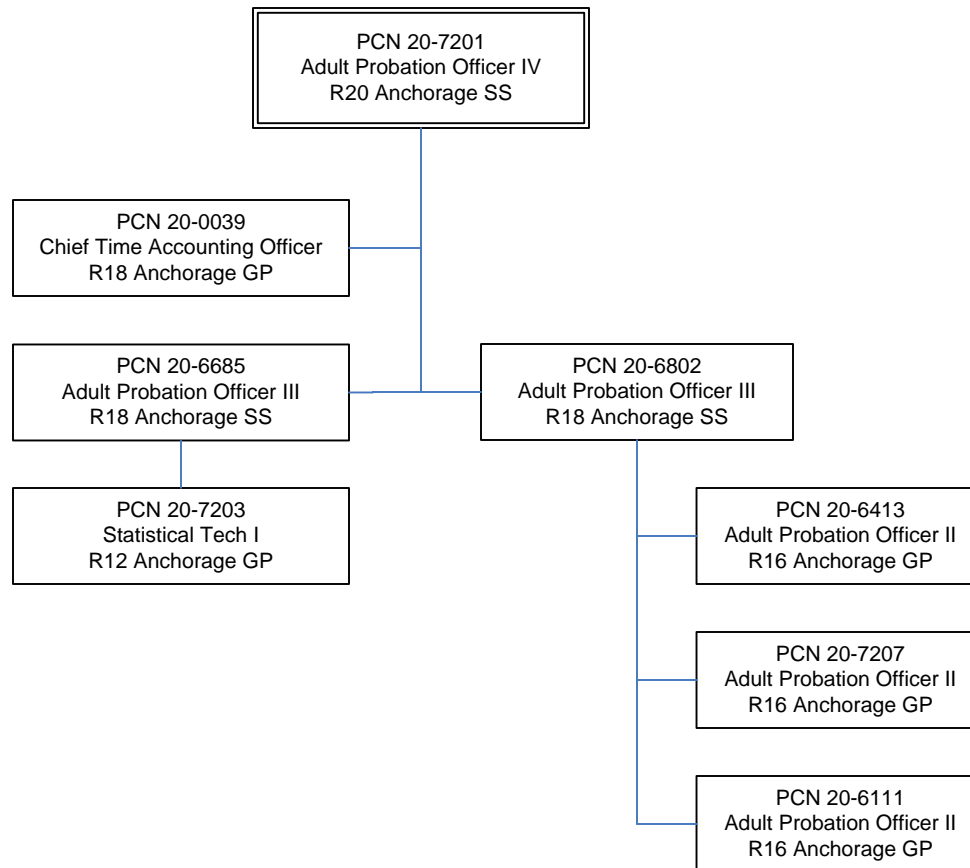 PCN 20-7201
Adult Probation Officer IV
R20 Anchorage SS
PCN 20-0039
Chief Time Accounting Officer
R18 Anchorage GP
PCN 20-6685
Adult Probation Officer III
R18 Anchorage SS
PCN 20-6802
Adult Probation Officer III
R18 Anchorage SS
PCN 20-7203
Statistical Tech I
R12 Anchorage GP
PCN 20-6413
Adult Probation Officer II
R16 Anchorage GP
PCN 20-7207
Adult Probation Officer II
R16 Anchorage GP
PCN 20-6111
Adult Probation Officer II
R16 Anchorage GP